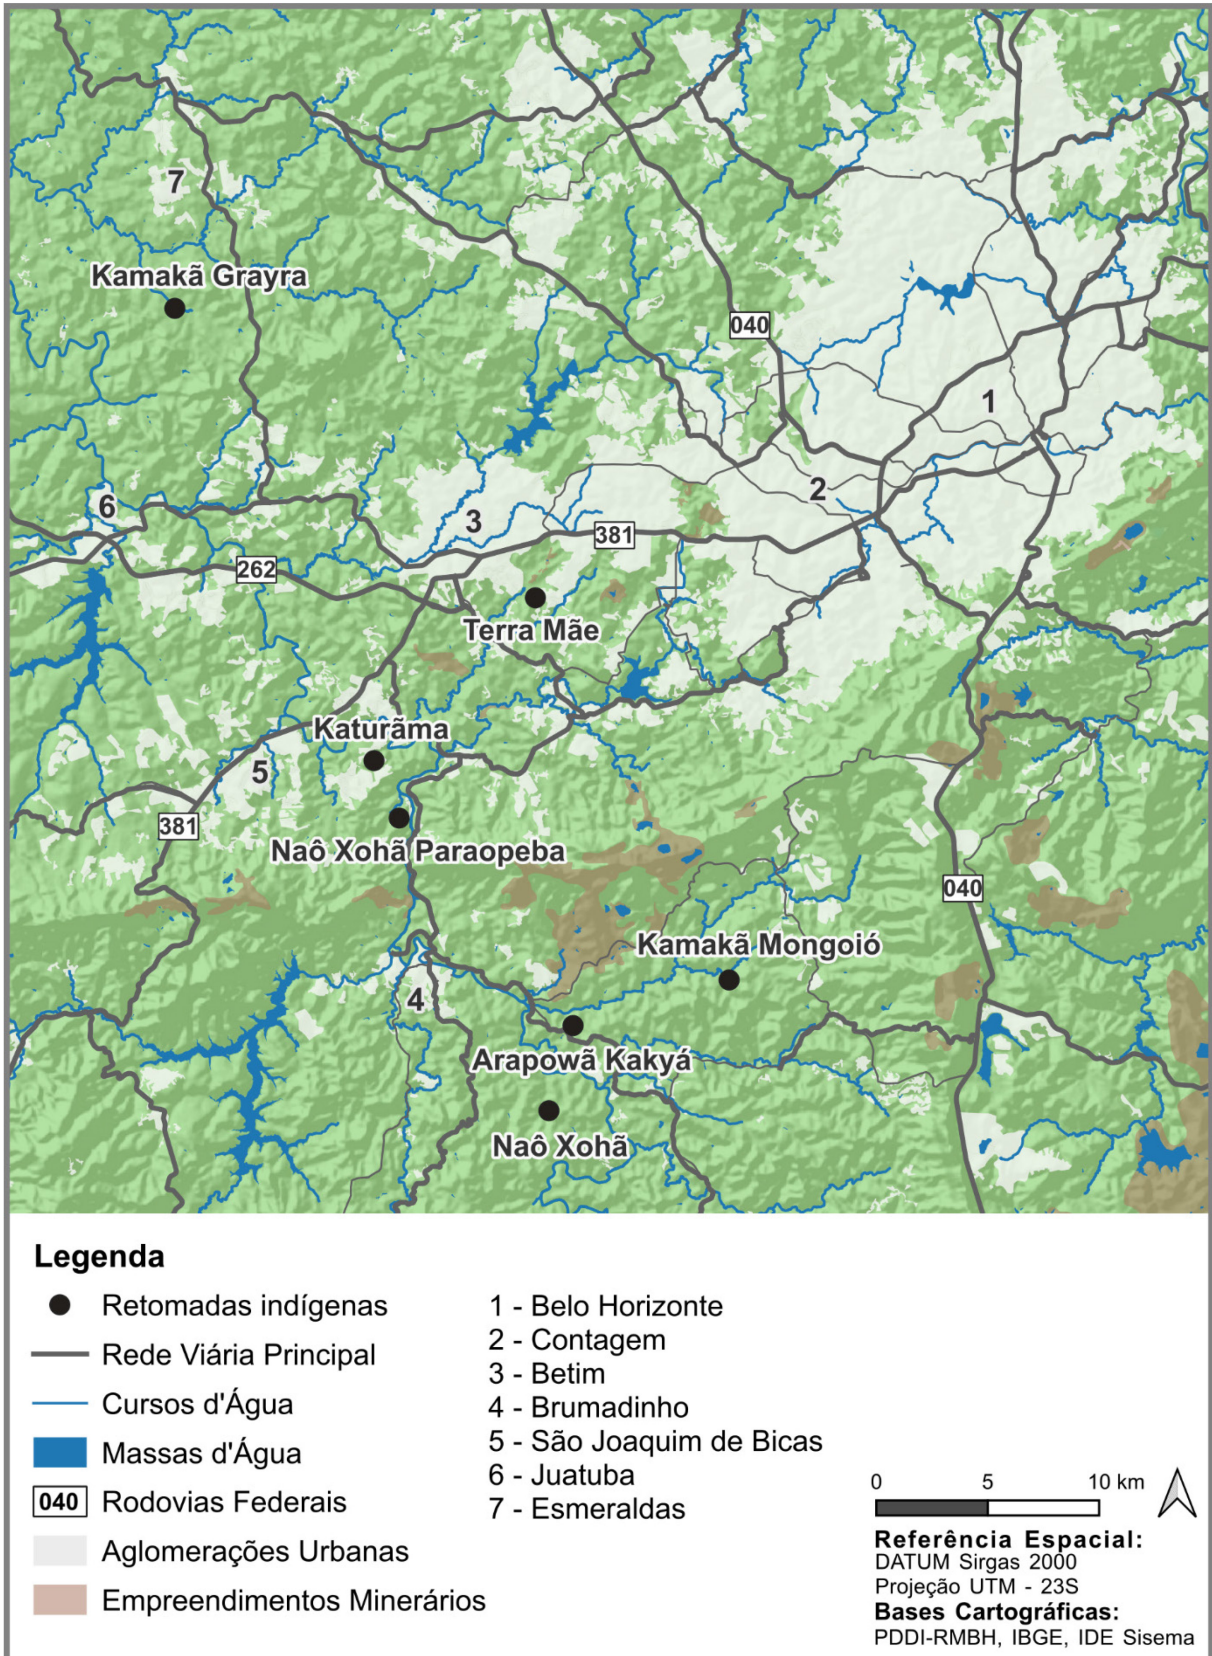 7
Kamakã Grayra
040
1
6
3
2
381
262
Terra Mãe
Katurãma
5
381
Naô Xohã Paraopeba
040
Kamakã Mongoió
4
Arapowã Kakyá
Naô Xohã
Legenda
Retomadas indígenas
Rede Viária Principal
Cursos d'Água
Massas d'Água
040 Rodovias Federais
Aglomerações Urbanas
Empreendimentos Minerários
1 - Belo Horizonte
2 - Contagem
3 - Betim
4 - Brumadinho
5 - São Joaquim de Bicas
6 - Juatuba
7 - Esmeraldas
0 5 10 km
Referência Espacial:
DATUM Sirgas 2000
Projeção UTM - 23S
Bases Cartográficas:
PDDI-RMBH, IBGE, IDE Sisema